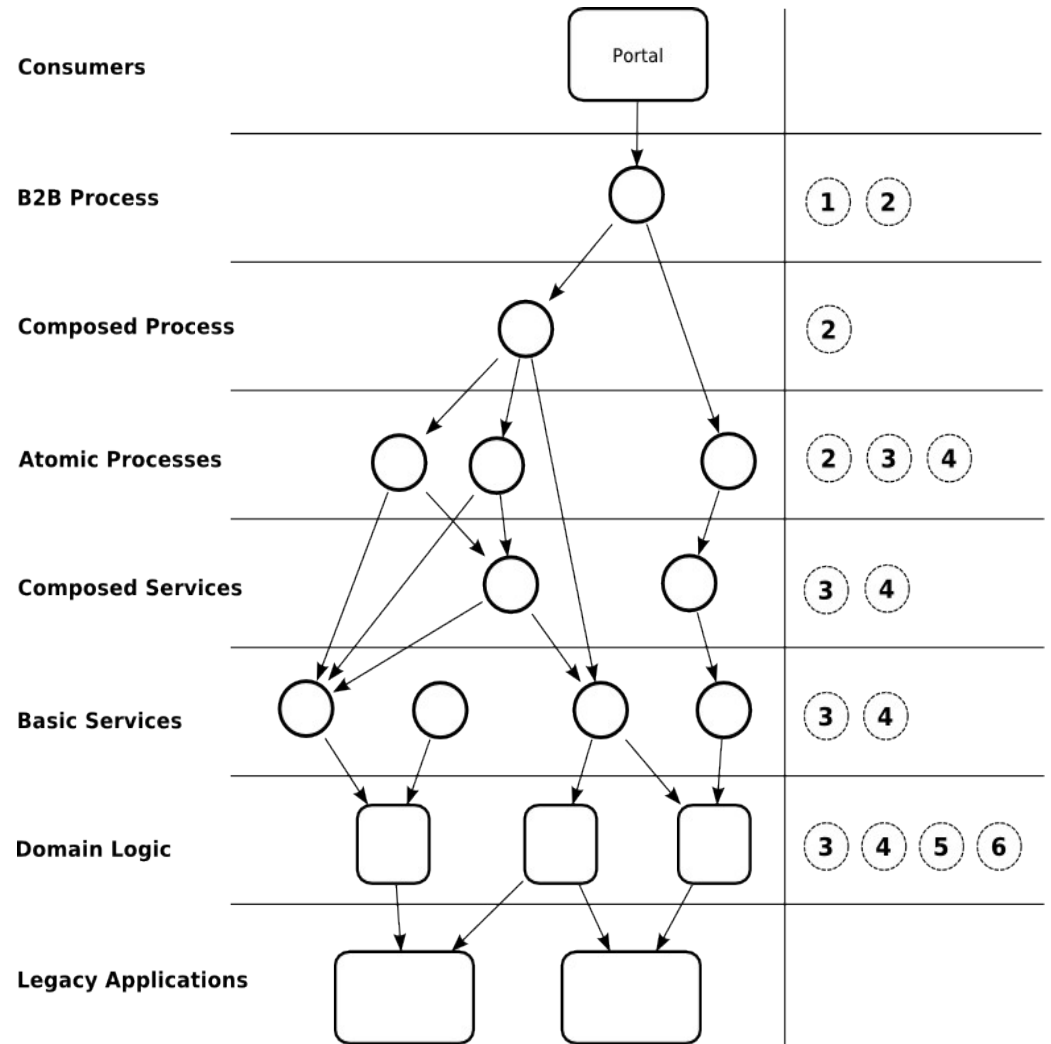 Portal
Consumers
B2B Process
1 2
Composed Process
2
Atomic Processes
2 3 4
Composed Services
3 4
Basic Services
3 4
Domain Logic
3 4 5 6
Legacy Applications